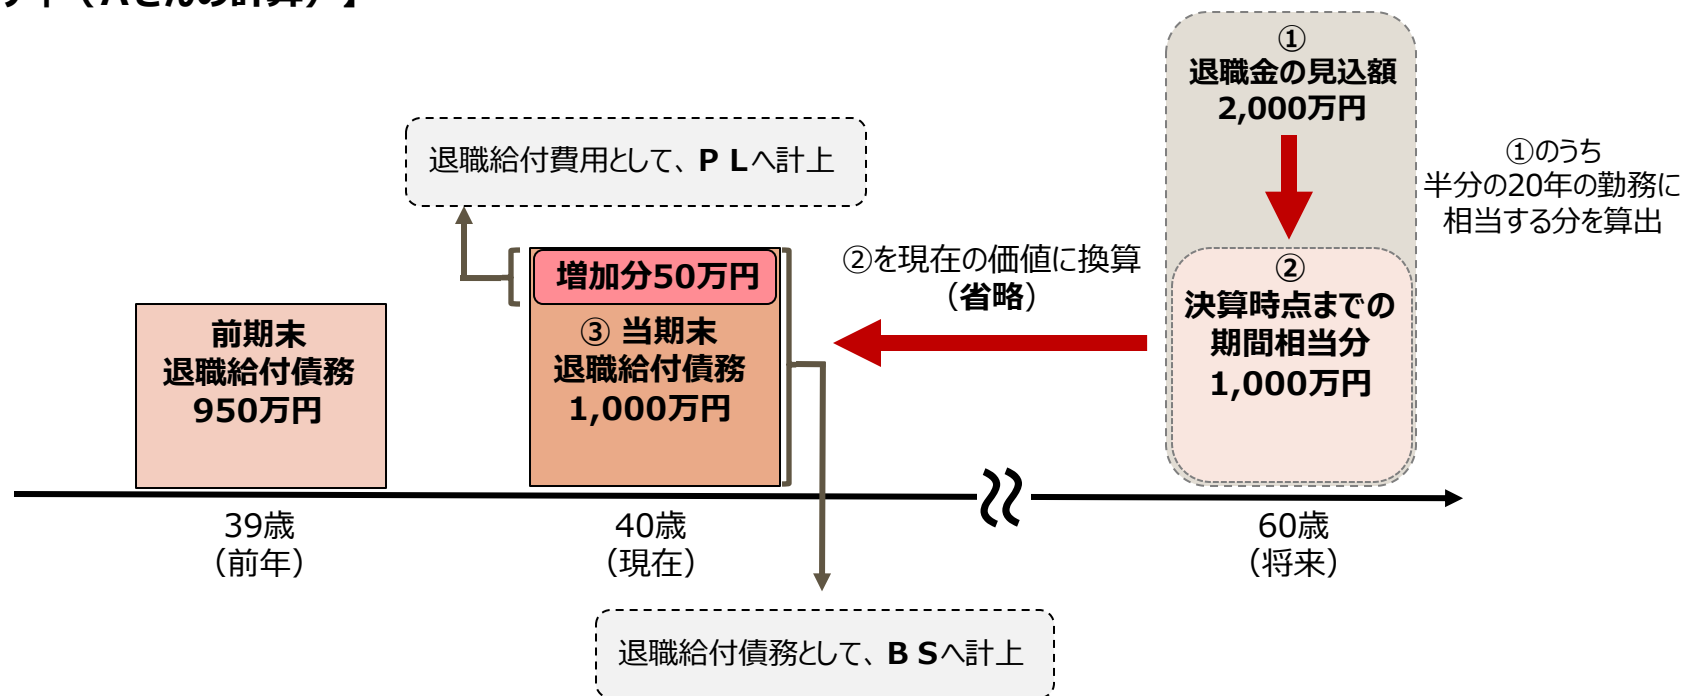 （Aさんの計算）】
①
退職金の見込額
2,000万円
退職給付費用として、ＰＬへ計上
①のうち
半分の20年の勤務に
相当する分を算出
②を現在の価値に換算
（省略）
増加分50万円
②
決算時点までの
期間相当分
1,000万円
前期末
退職給付債務
950万円
③ 当期末
退職給付債務
1,000万円
39歳
（前年）
40歳
（現在）
60歳
（将来）
退職給付債務として、ＢＳへ計上